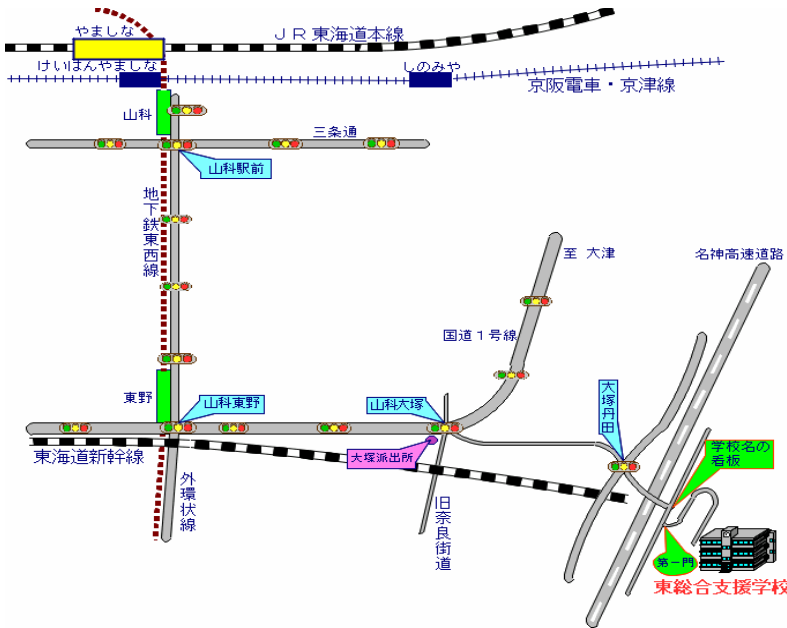 やましな
ＪＲ東海道本線
けいはんやましな
しのみや
京阪電車・京津線
山科
三条通
山科駅前
地下鉄東西線
至 大津
名神高速道路
国道１号線
東野
山科東野
山科大塚
大塚丹田
学校名の
看板
東海道新幹線
大塚派出所
外環状線
旧奈良街道
第一門
東総合支援学校